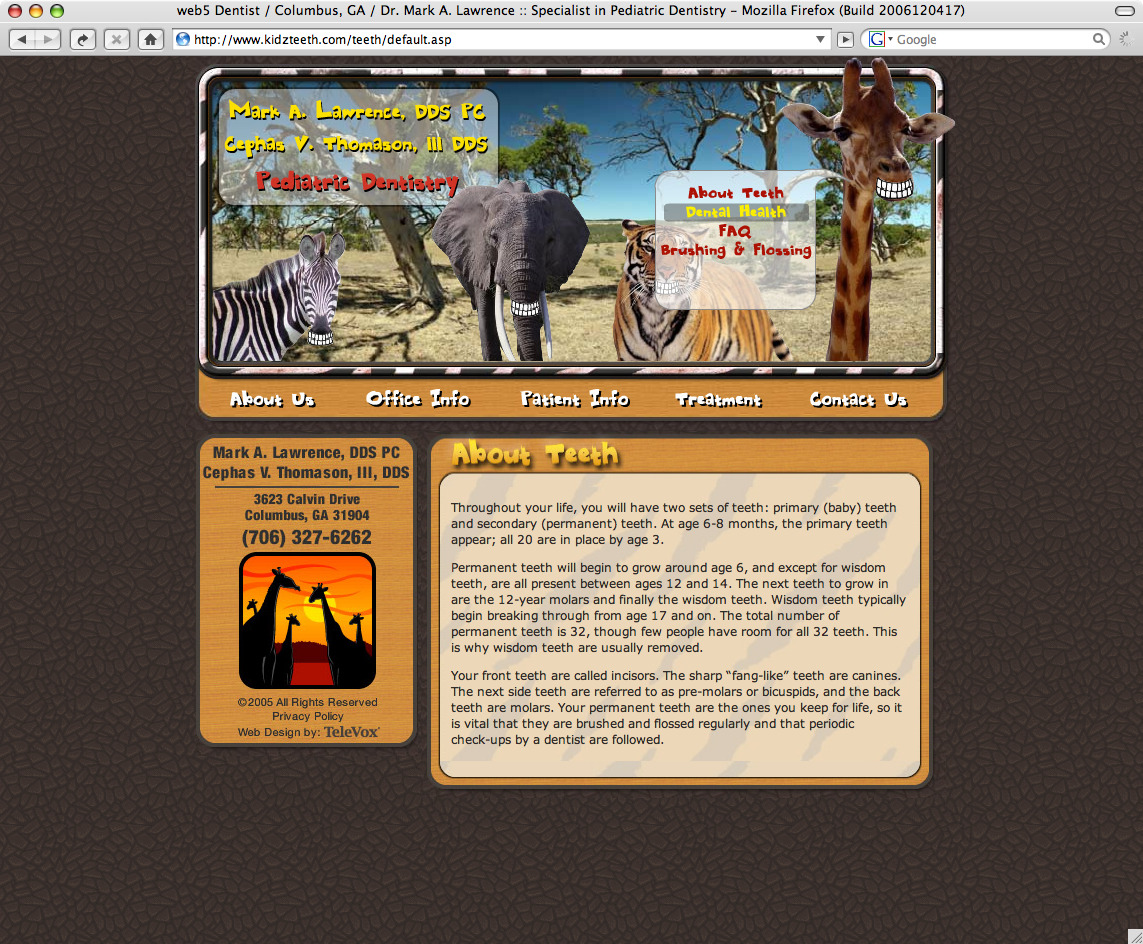 web5 Dentist / Columbus, GA / Dr. Mark A. Lawrence :: Specialist in Pediatric Dentistry - Mozilla Firefox (Build 2006120417)
http://www.kidzteeth.com/teeth/default.asp
G
Google
Mark A. Lawrence, DDS PC
Cephas V. Thomason, III DDS
Pediatric Dentistry
About Teeth
Dental Health
FAQ
Brushing & Flossing
About Us
Office Info
Patient Info
Treatment
Contact Us
Mark A. Lawrence, DDS PC
Cephas V. Thomason, III, DDS
3623 Calvin Drive
Columbus, GA 31904
(706) 327-6262
©2005 All Rights Reserved
Privacy Policy
Web Design by: TeleVox
About Teeth
Throughout your life, you will have two sets of teeth: primary (baby) teeth
and secondary (permanent) teeth. At age 6-8 months, the primary teeth
appear; all 20 are in place by age 3.
Permanent teeth will begin to grow around age 6, and except for wisdom
teeth, are all present between ages 12 and 14. The next teeth to grow in
are the 12-year molars and finally the wisdom teeth. Wisdom teeth typically
begin breaking through from age 17 and on. The total number of
permanent teeth is 32, though few people have room for all 32 teeth. This
is why wisdom teeth are usually removed.
Your front teeth are called incisors. The sharp “fang-like” teeth are canines.
The next side teeth are referred to as pre-molars or bicuspids, and the back
teeth are molars. Your permanent teeth are the ones you keep for life, so it
is vital that they are brushed and flossed regularly and that periodic
check-ups by a dentist are followed.